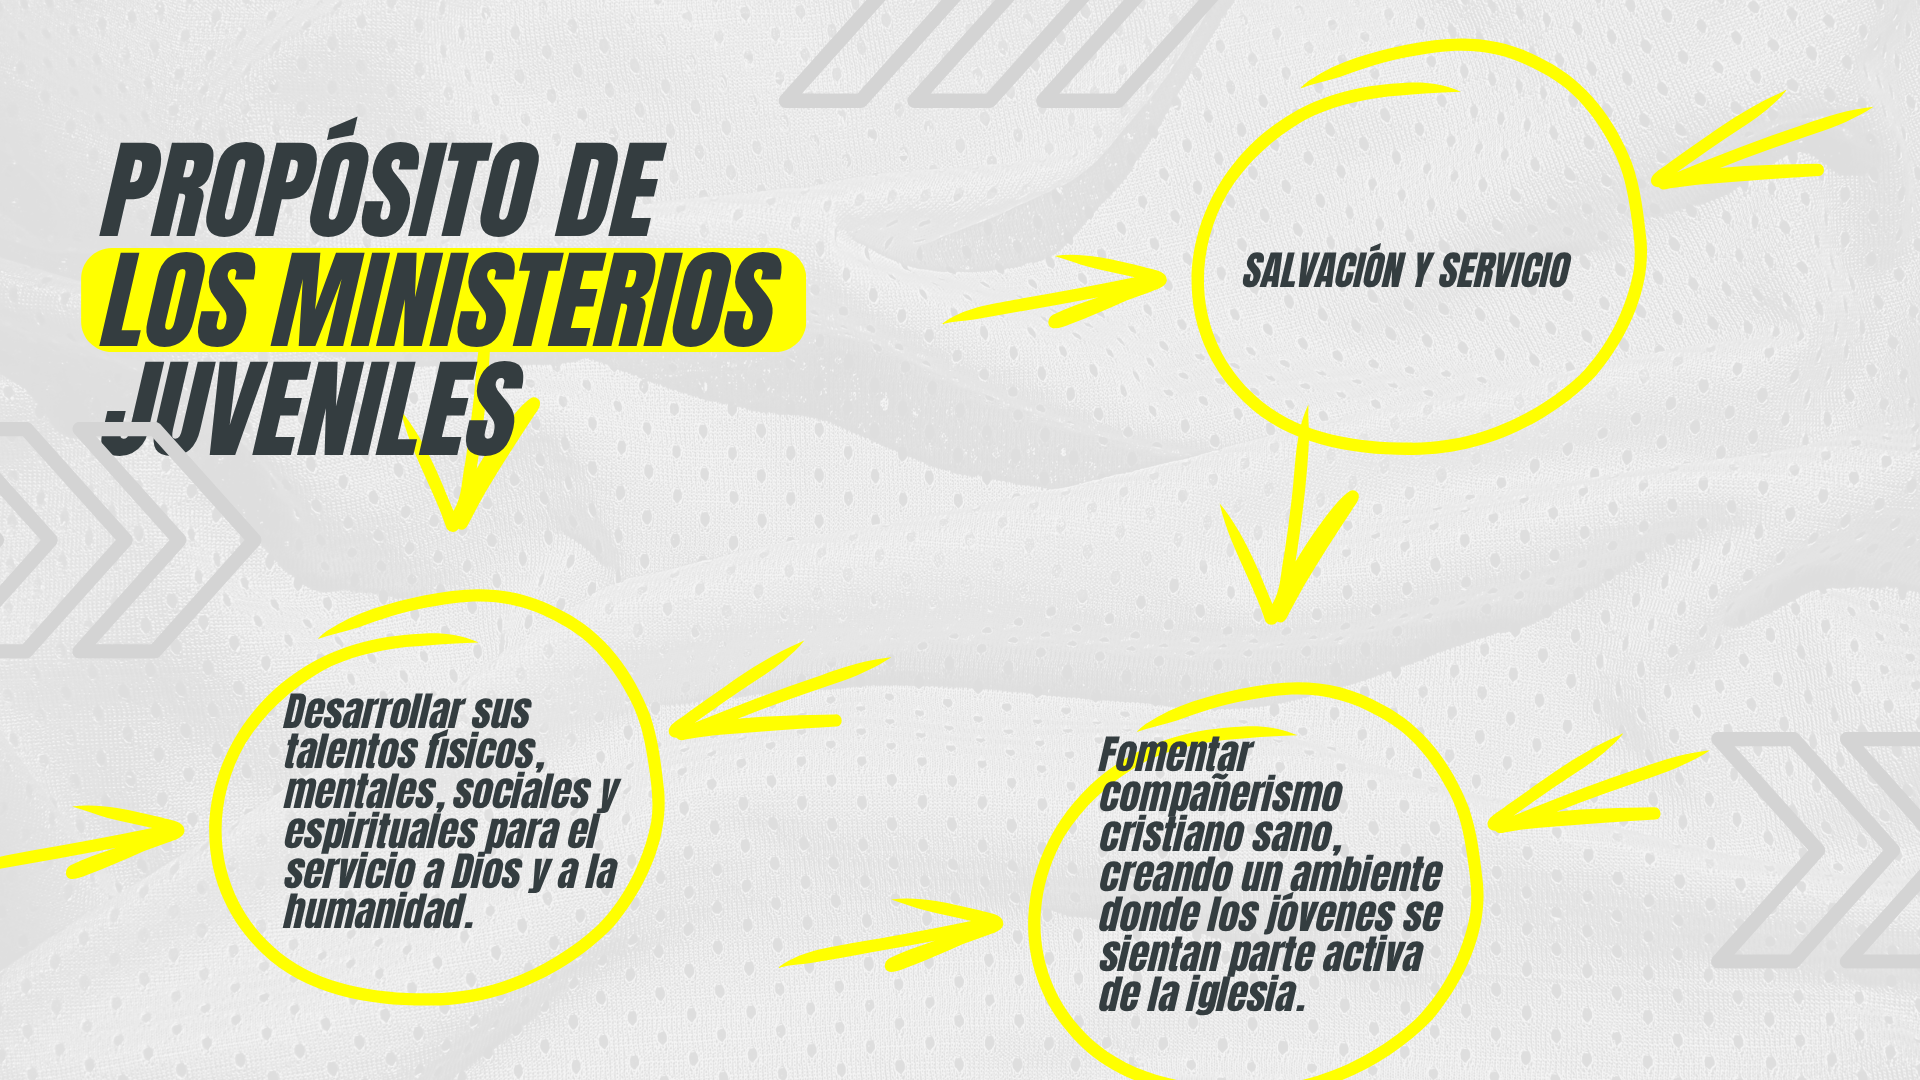 PROPÓSITO DE
LOS MINISTERIOS
-JUVENILES
SALVACIÓN Y SERVICIO
Desarrollar sus
talentos físicos,
mentales, sociales y
espirituales para el
servicio a Dios y a la
humanidad.
Fomentar
compañerismo
cristiano sano,
creando un ambiente
donde los jóvenes se
sientan parte activa
de la iglesia.